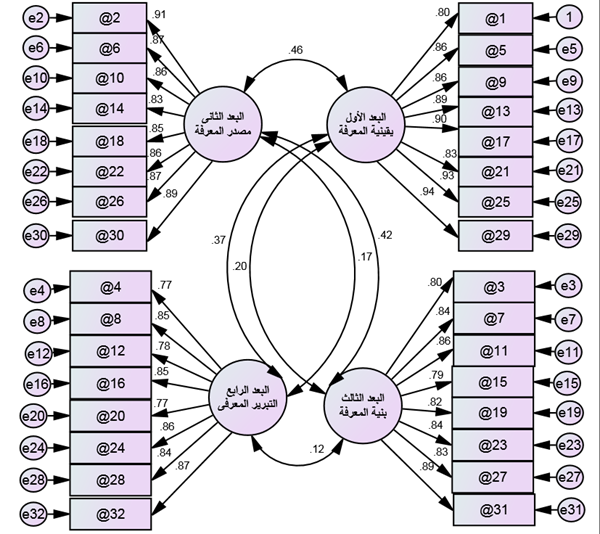 e2 @2 .91
e6 @6 .87
e10 @10 .86
e14 @14 .83
e18 @18 .85
e22 @22 .86
e26 @26 .87
e30 @30 .89
البعد الثانى
مصدر المعرفة
.46
البعد الأول
يقينية المعرفة
.80 @1 1
.86 @5 e5
.86 @9 e9
.89 @13 e13
.90 @17 e17
.83 @21 e21
.93 @25 e25
.94 @29 e29
.37
.20
.17
.42
e4 @4 .77
e8 @8 .85
e12 @12 .78
e16 @16 .85
e20 @20 .77
e24 @24 .86
e28 @28 .84
e32 @32 .87
البعد الرابع
التبرير المعرفى
.12
البعد الثالث
بنية المعرفة
.80 @3 e3
.84 @7 e7
.86 @11 e11
.79 @15 e15
.82 @19 e19
.84 @23 e23
.83 @27 e27
.89 @31 e31